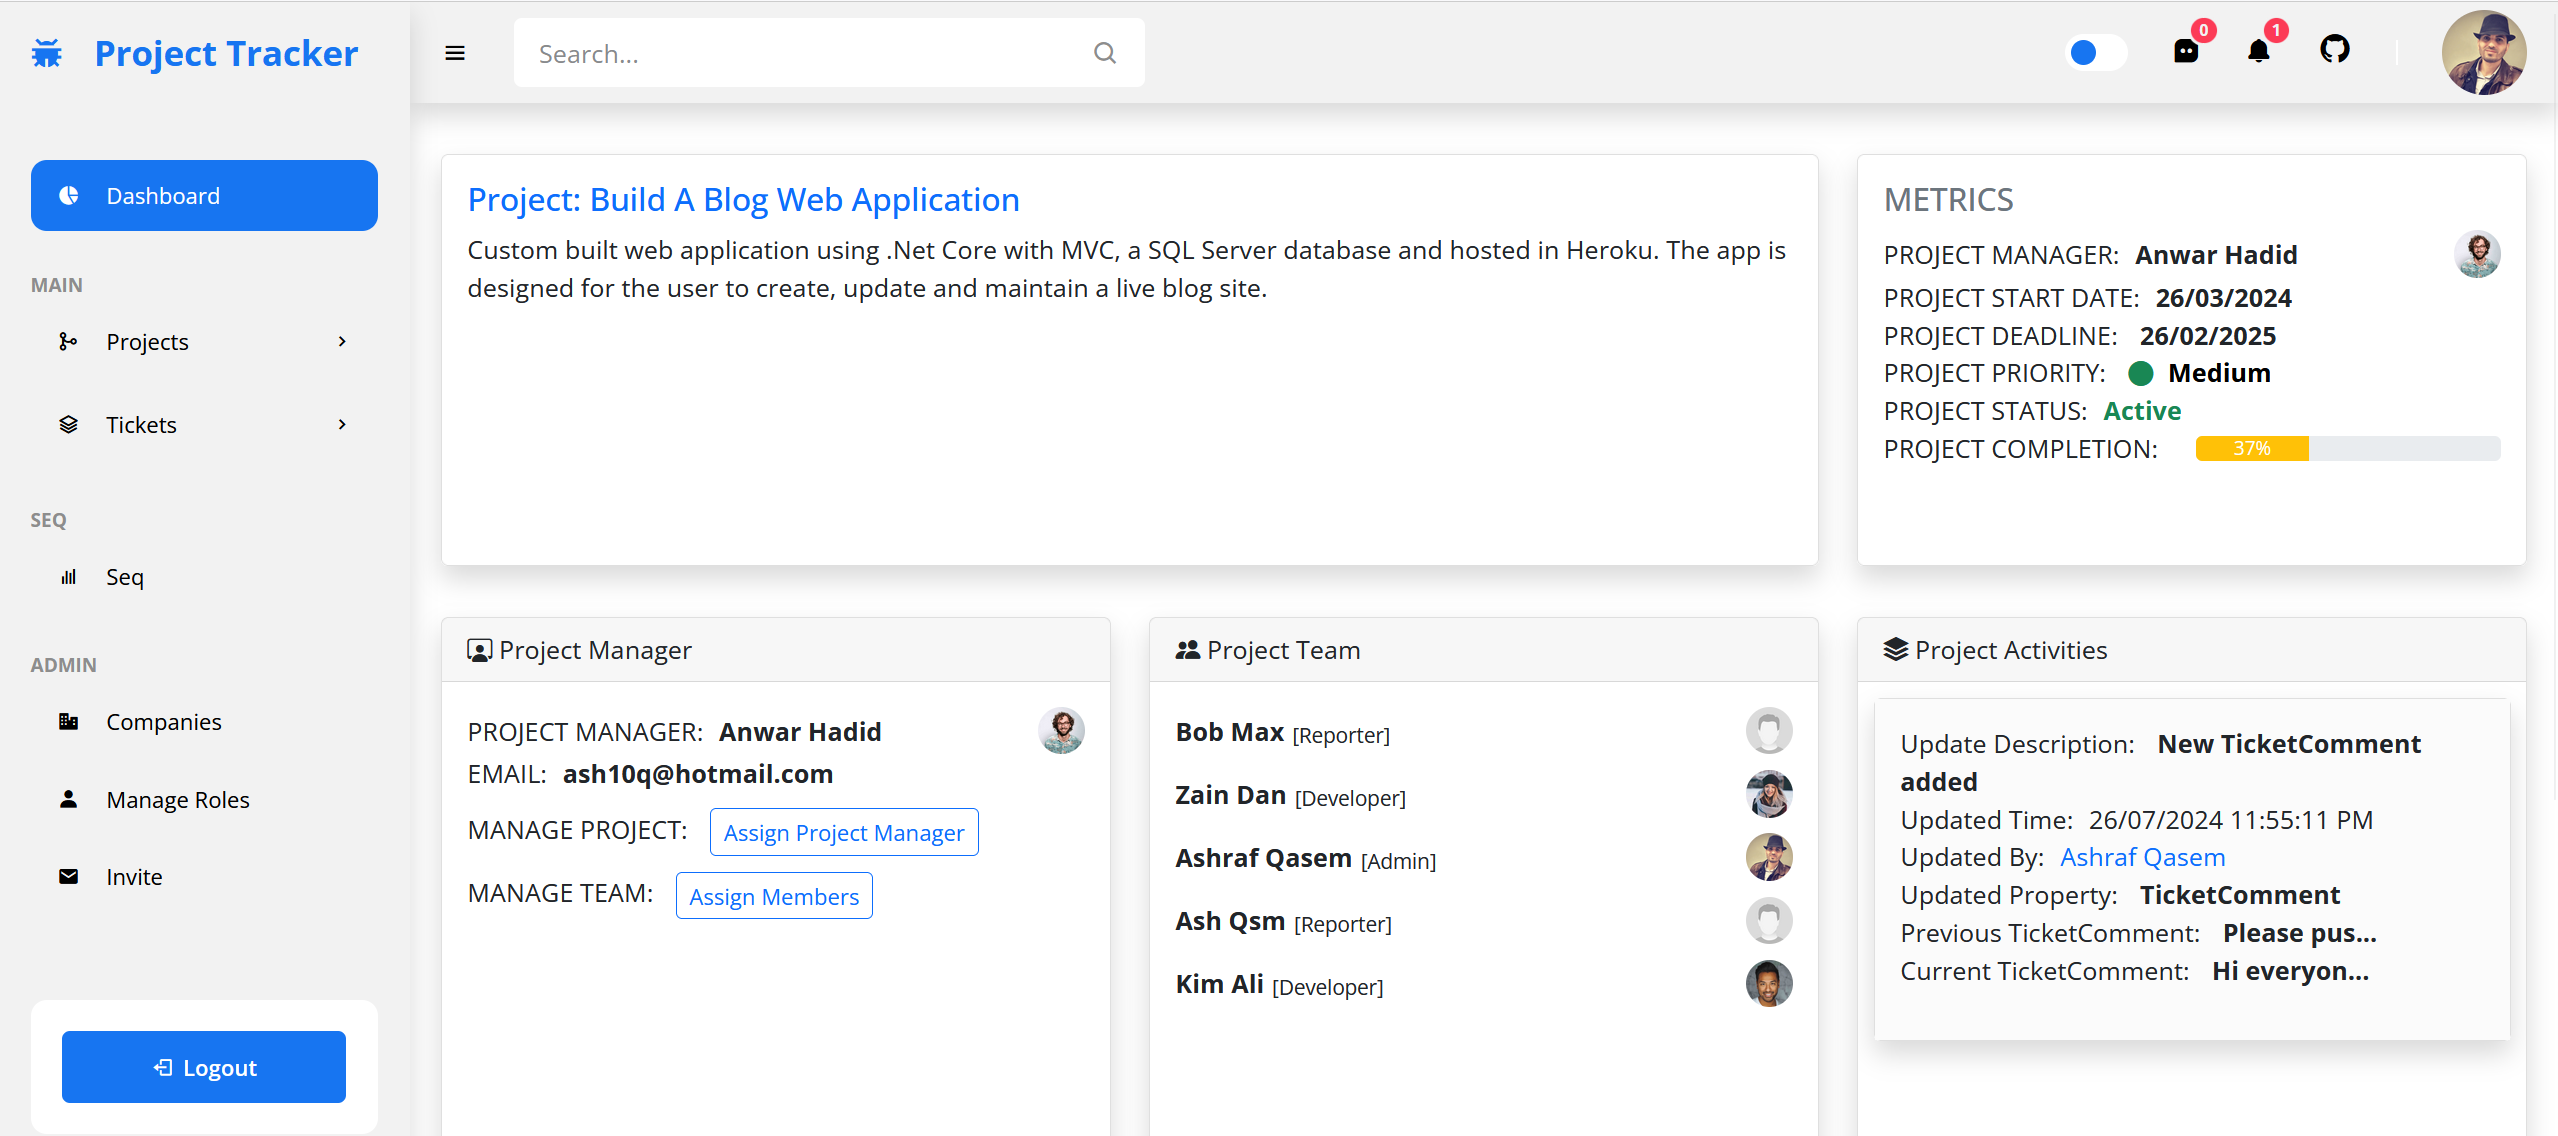 Project Tracker
Search...
0
1
Dashboard
MAIN
Projects
Tickets
SEQ
Seq
ADMIN
Companies
Manage Roles
Invite
Logout
Project: Build A Blog Web Application
Custom built web application using .Net Core with MVC, a SQL Server database and hosted in Heroku. The app is
designed for the user to create, update and maintain a live blog site.
METRICS
PROJECT MANAGER: Anwar Hadid
PROJECT START DATE: 26/03/2024
PROJECT DEADLINE: 26/02/2025
PROJECT PRIORITY: Medium
PROJECT STATUS: Active
PROJECT COMPLETION: 37%
Project Manager
PROJECT MANAGER: Anwar Hadid
EMAIL: ash10q@hotmail.com
MANAGE PROJECT: Assign Project Manager
MANAGE TEAM: Assign Members
Project Team
Bob Max [Reporter]
Zain Dan [Developer]
Ashraf Qasem [Admin]
Ash Qsm [Reporter]
Kim Ali [Developer]
Project Activities
Update Description: New TicketComment
added
Updated Time: 26/07/2024 11:55:11 PM
Updated By: Ashraf Qasem
Updated Property: TicketComment
Previous TicketComment: Please pus...
Current TicketComment: Hi everyon...